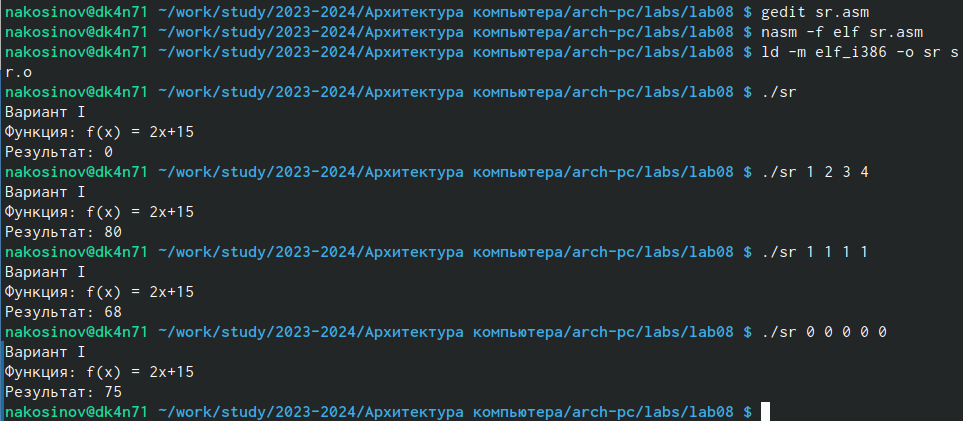 nakosinov@dk4n71 ~/work/study/2023-2024/Архитектура компьютера/arch-pc/labs/lab08 $ gedit sr.asm
nakosinov@dk4n71 ~/work/study/2023-2024/Архитектура компьютера/arch-pc/labs/lab08 $ nasm -f elf sr.asm
nakosinov@dk4n71 ~/work/study/2023-2024/Архитектура компьютера/arch-pc/labs/lab08 $ ld -m elf_i386 -o sr s
r.o
nakosinov@dk4n71 ~/work/study/2023-2024/Архитектура компьютера/arch-pc/labs/lab08 $ ./sr
Вариант I
Функция: f(x) = 2x+15
Результат: 0
nakosinov@dk4n71 ~/work/study/2023-2024/Архитектура компьютера/arch-pc/labs/lab08 $ ./sr 1 2 3 4
Вариант I
Функция: f(x) = 2x+15
Результат: 80
nakosinov@dk4n71 ~/work/study/2023-2024/Архитектура компьютера/arch-pc/labs/lab08 $ ./sr 1 1 1 1
Вариант I
Функция: f(x) = 2x+15
Результат: 68
nakosinov@dk4n71 ~/work/study/2023-2024/Архитектура компьютера/arch-pc/labs/lab08 $ ./sr 0 0 0 0 0
Вариант I
Функция: f(x) = 2x+15
Результат: 75
nakosinov@dk4n71 ~/work/study/2023-2024/Архитектура компьютера/arch-pc/labs/lab08 $